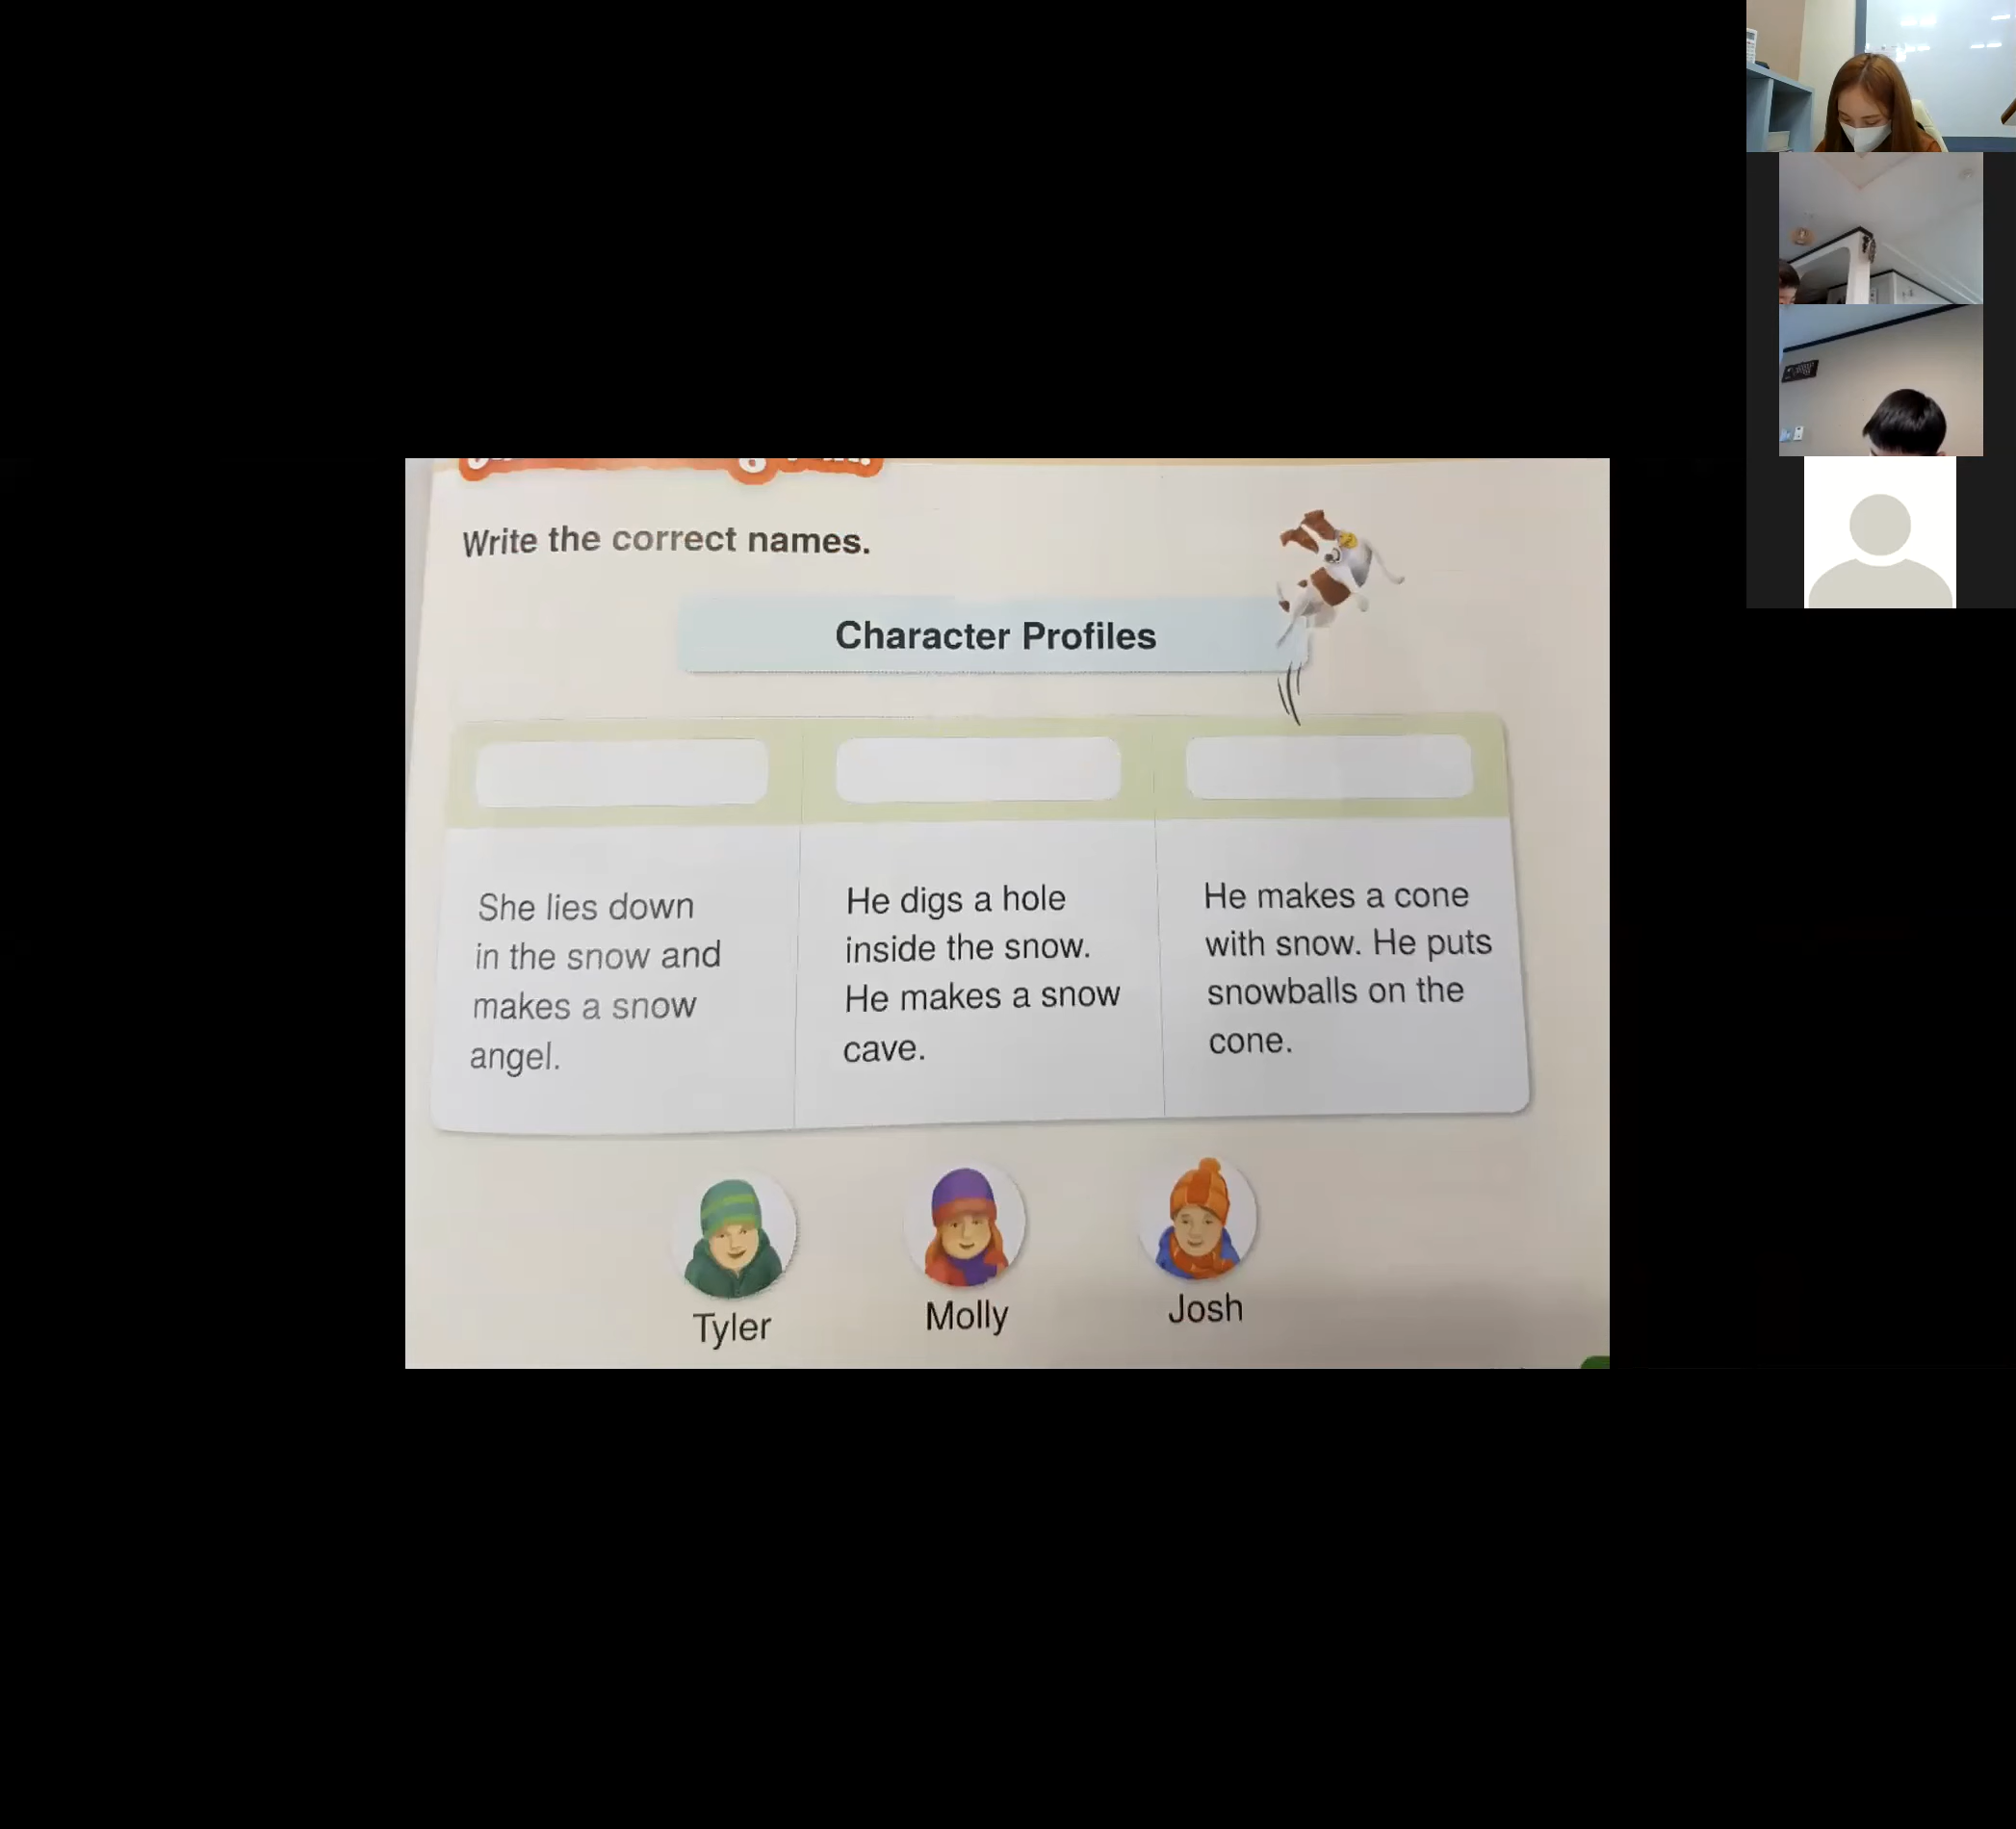 Write the correct names.
Character Profiles
She lies down
in the snow and
makes a snow
angel.
He digs a hole
inside the snow.
He makes a snow
cave.
He makes a cone
with snow. He puts
snowballs on the
cone.
Tyler
Molly
Josh